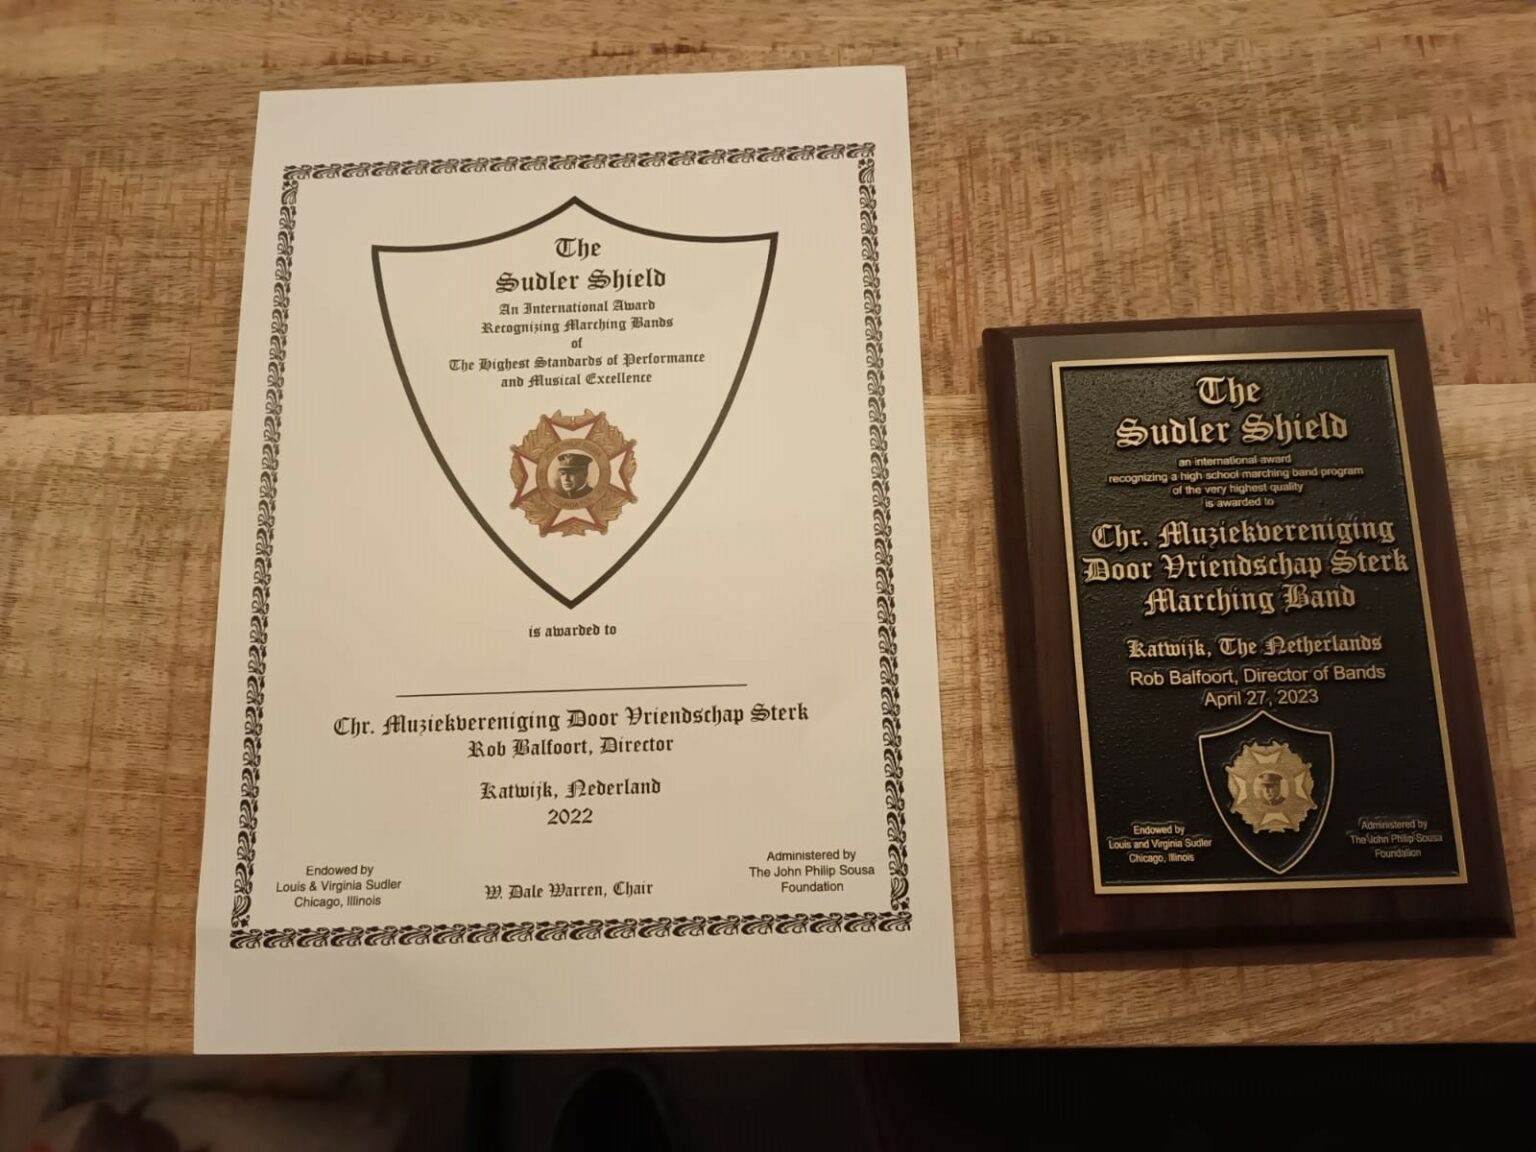 The
Sudler Shield
An International Award
Recognizing Marching Bands
of
The Highest Standards of Performance
and Musical Excellence
is awarded to
Chr. Muziekvereniging Door Vriendschap Sterk
Rob Balfoort, Director
Katwijk, Nederland
2022
Endowed by
Louis & Virginia Sudler
Chicago, Illinois
W. Dale Warren, Chair
Administered by
The John Philip Sousa
Foundation
The
Sudler Shield
an international award
recognizing a high school marching band program
of the very highest quality
is awarded to
Chr. Muziekvereniging
Door Vriendschap Sterk
Marching Band
Katwijk, The Netherlands
Rob Balfoort, Director of Bands
April 27, 2023
Endowed by
Louis and Virginia Sudler
Chicago, Illinois
Administered by
The John Philip Sousa
Foundation